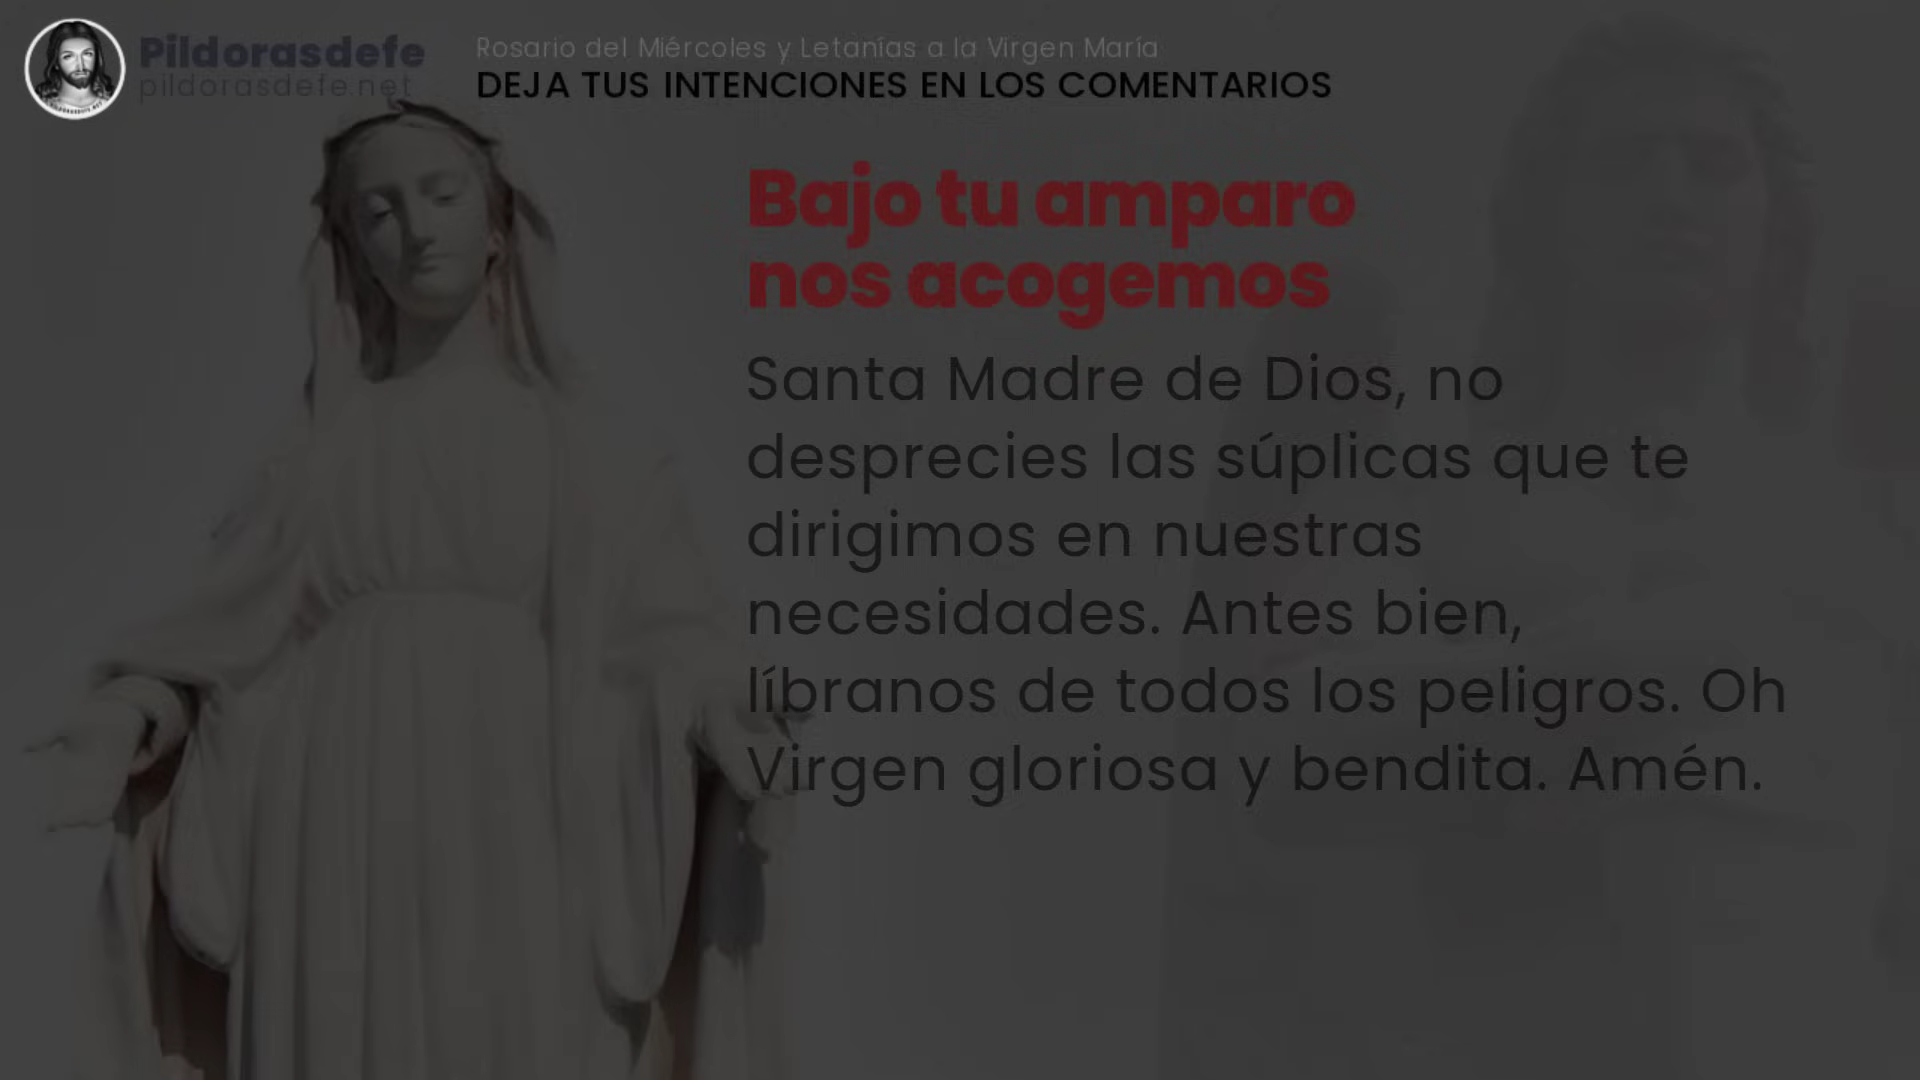 Pildorasdefe
pildorasdefe.net
Rosario del Miércoles y Letanías a la Virgen María
DEJA TUS INTENCIONES EN LOS COMENTARIOS
Bajo tu amparo
nos acogemos
Santa Madre de Dios, no
desprecies las súplicas que te
dirigimos en nuestras
necesidades. Antes bien,
líbranos de todos los peligros. Oh
Virgen gloriosa y bendita. Amén.